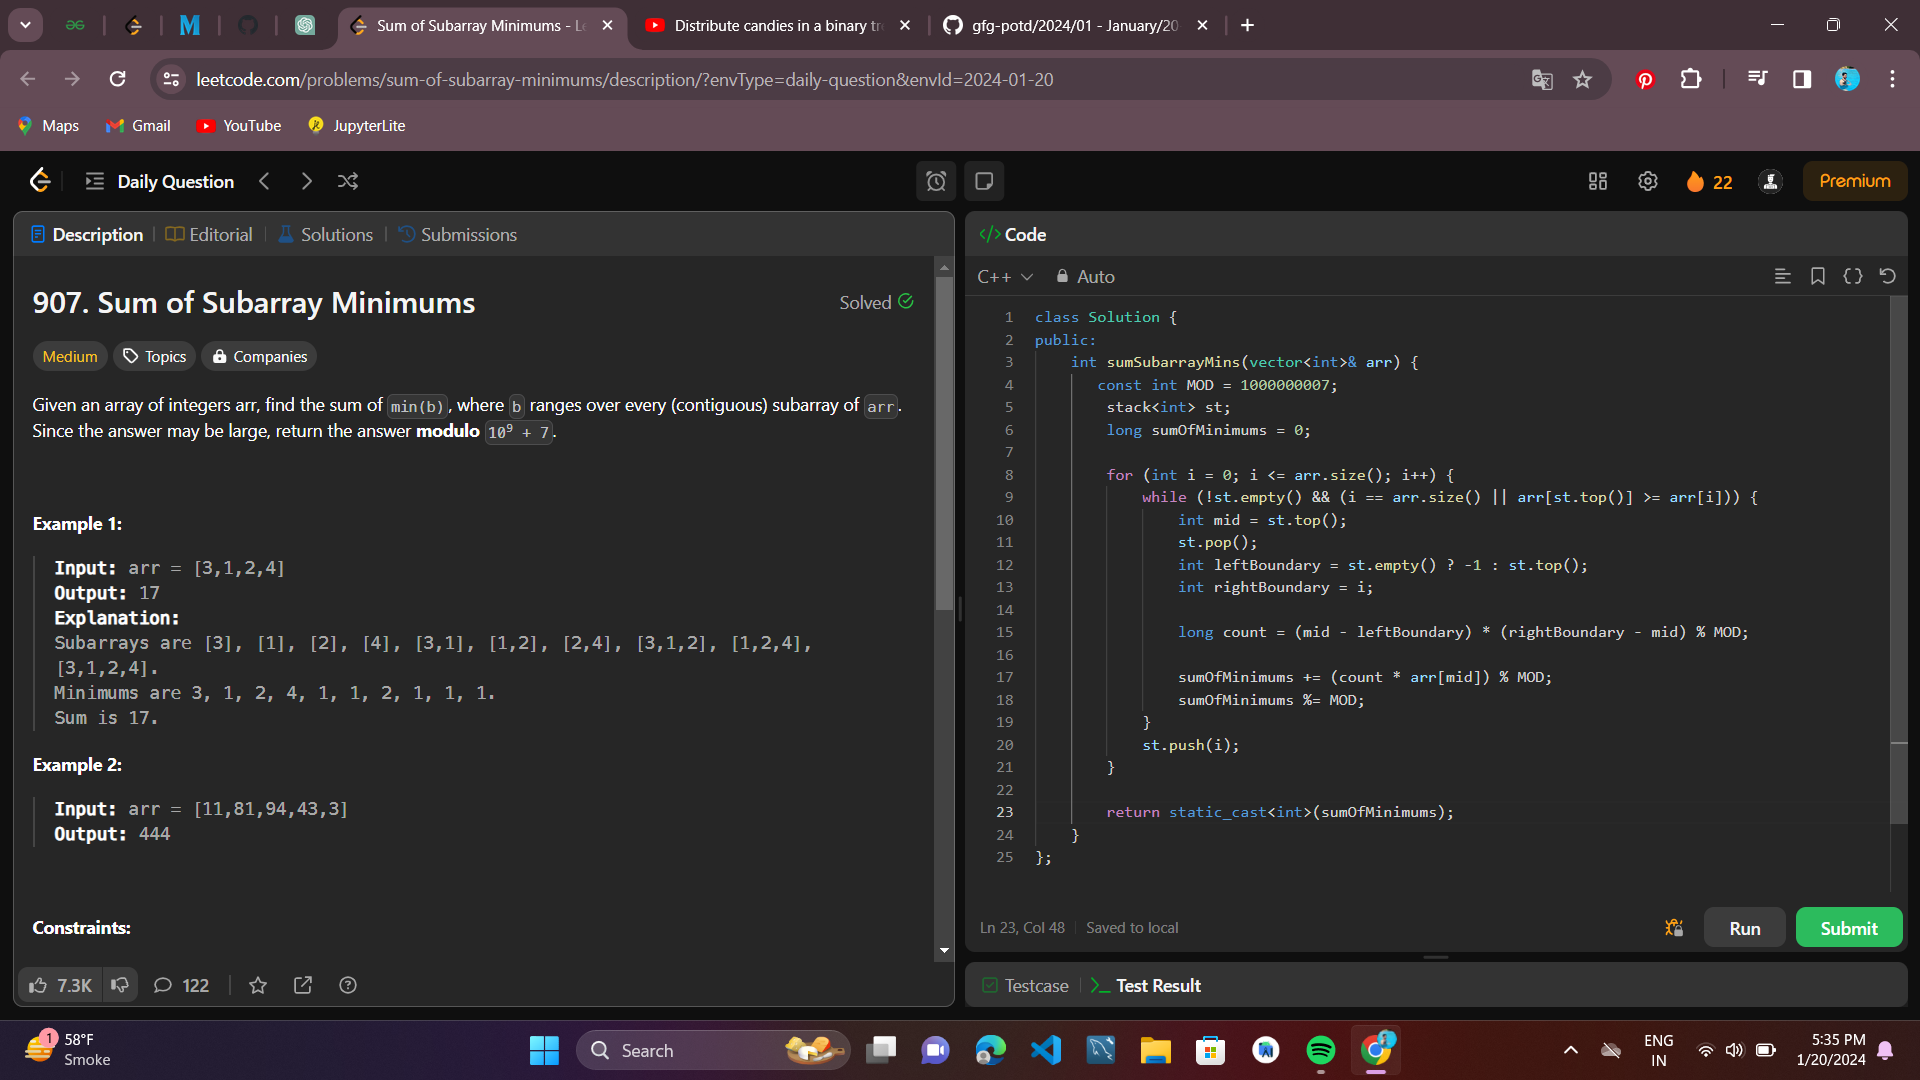 Sum of Subarray Minimums - Le
Distribute candies in a binary tr
gfg-potd/2024/01 - January/20
leetcode.com/problems/sum-of-subarray-minimums/description/?envType=daily-question&envId=2024-01-20
Maps
Gmail
YouTube
JupyterLite
Daily Question
22
Premium
Description
Editorial
Solutions
Submissions
907. Sum of Subarray Minimums
Solved
Medium
Topics
Companies
Given an array of integers arr, find the sum of min(b), where b ranges over every (contiguous) subarray of arr.
Since the answer may be large, return the answer modulo 10⁹ + 7.
Example 1:
Input: arr = [3,1,2,4]
Output: 17
Explanation:
Subarrays are [3], [1], [2], [4], [3,1], [1,2], [2,4], [3,1,2], [1,2,4],
[3,1,2,4].
Minimums are 3, 1, 2, 4, 1, 1, 2, 1, 1, 1.
Sum is 17.
Example 2:
Input: arr = [11,81,94,43,3]
Output: 444
Constraints:
7.3K
122
</> Code
C++
Auto
1 class Solution {
2 public:
3 int sumSubarrayMins(vector<int>& arr) {
4 const int MOD = 1000000007;
5 stack<int> st;
6 long sumOfMinimums = 0;
7
8 for (int i = 0; i <= arr.size(); i++) {
9 while (!st.empty() && (i == arr.size() || arr[st.top()] >= arr[i])) {
10 int mid = st.top();
11 st.pop();
12 int leftBoundary = st.empty() ? -1 : st.top();
13 int rightBoundary = i;
14
15 long count = (mid - leftBoundary) * (rightBoundary - mid) % MOD;
16
17 sumOfMinimums += (count * arr[mid]) % MOD;
18 sumOfMinimums %= MOD;
19 }
20 st.push(i);
21 }
22
23 return static_cast<int>(sumOfMinimums);
24 }
25 };
Ln 23, Col 48
Saved to local
Run
Submit
Testcase
Test Result
1
58°F
Smoke
Search
ENG
IN
5:35 PM
1/20/2024